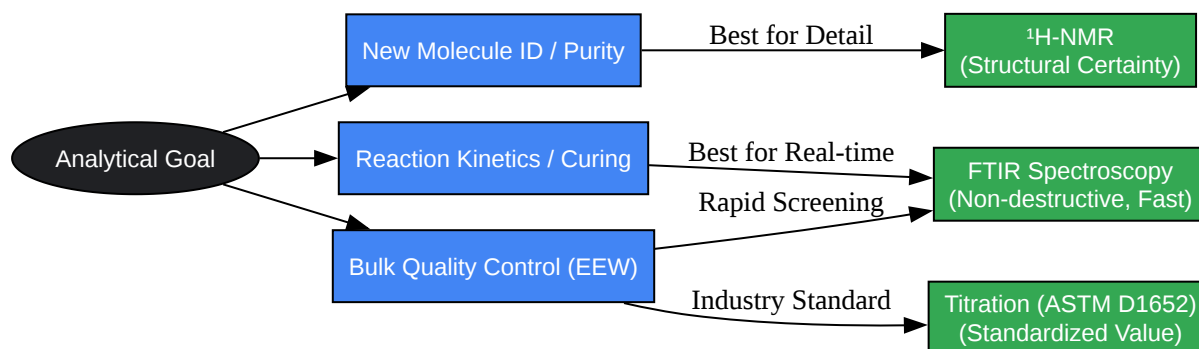 Analytical Goal
New Molecule ID / Purity
Best for Detail
¹H-NMR
(Structural Certainty)
Reaction Kinetics / Curing
Best for Real-time
FTIR Spectroscopy
(Non-destructive, Fast)
Rapid Screening
Bulk Quality Control (EEW)
Industry Standard
Titration (ASTM D1652)
(Standardized Value)